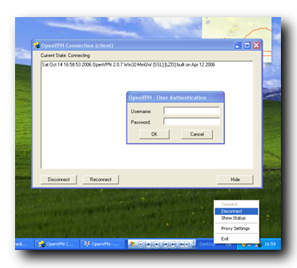 OpenVPN Connection (client)
Current State: Connecting
Sat Oct 14 16:58:53 2006 OpenVPN 2.0.7 Win32-MinGW [SSL] [LZO] built on Apr 12 2006
OpenVPN - User Authentication
Username:
Password:
OK
Cancel
Disconnect
Reconnect
Hide
Connect
Disconnect
Show Status
Proxy Settings
Exit
OpenVPN C...
OpenVPN -...
Desktop
16:59